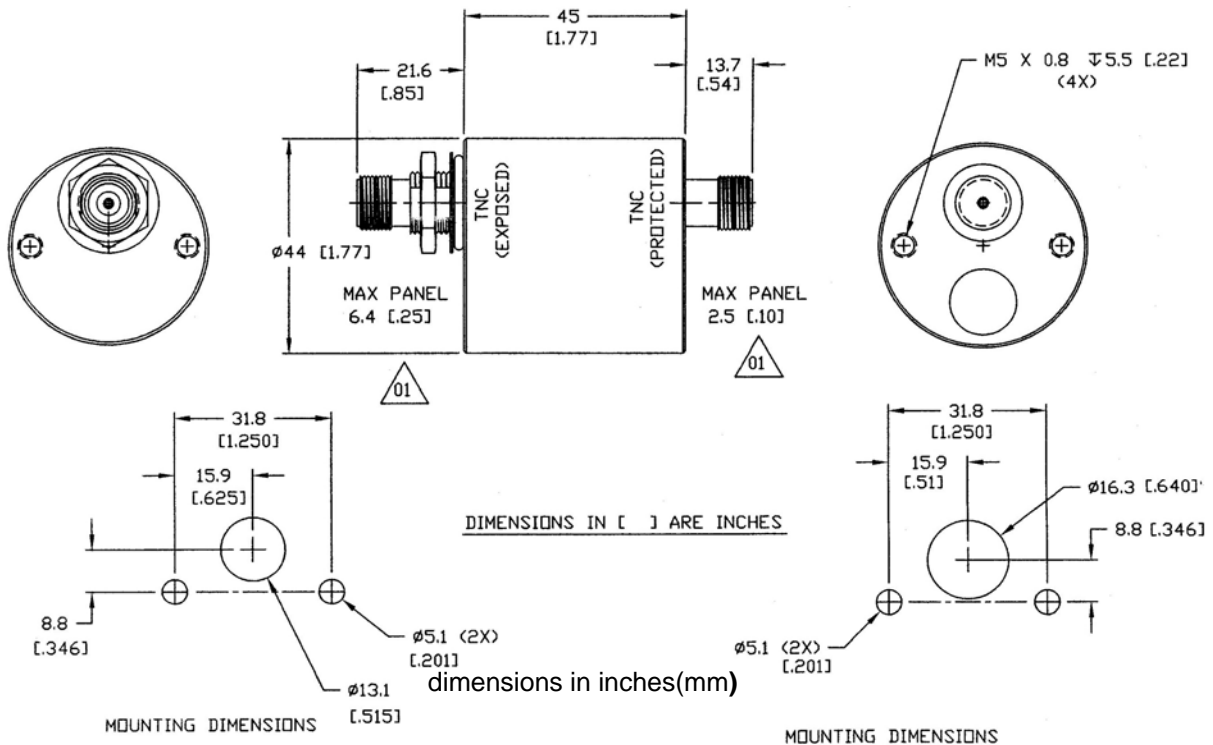 45
[1.77]
21.6
[.85]
13.7
[.54]
M5 X 0.8 ↧5.5 [.22]
(4X)
TNC
(EXPOSED)
TNC
(PROTECTED)
ø44 [1.77]
MAX PANEL
6.4 [.25]
01
MAX PANEL
2.5 [.10]
01
31.8
[1.250]
15.9
[.625]
8.8
[.346]
ø5.1 (2X)
[.201]
ø13.1
[.515]
MOUNTING DIMENSIONS
DIMENSIONS IN [ ] ARE INCHES
dimensions in inches(mm)
31.8
[1.250]
15.9
[.51]
ø16.3 [.640]
8.8 [.346]
ø5.1 (2X)
[.201]
MOUNTING DIMENSIONS